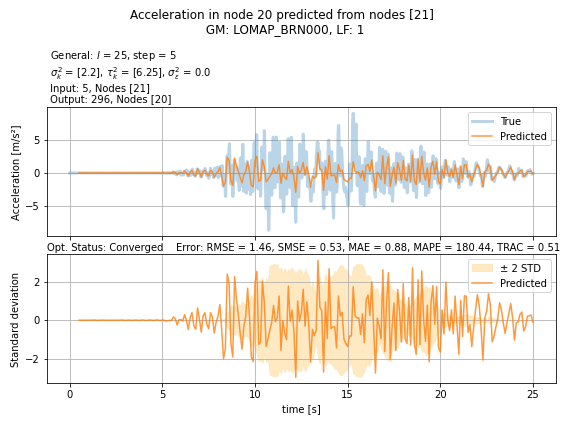 Acceleration in node 20 predicted from nodes [21]
GM: LOMAP_BRN000, LF: 1
General: l = 25, step = 5
σ²ₖ = [2.2], τ²ₖ = [6.25], σ²ε = 0.0
Input: 5, Nodes [21]
Output: 296, Nodes [20]
Acceleration [m/s²]
5
0
−5
True
Predicted
Opt. Status: Converged Error: RMSE = 1.46, SMSE = 0.53, MAE = 0.88, MAPE = 180.44, TRAC = 0.51
Standard deviation
2
0
−2
± 2 STD
Predicted
0 5 10 15 20 25
time [s]